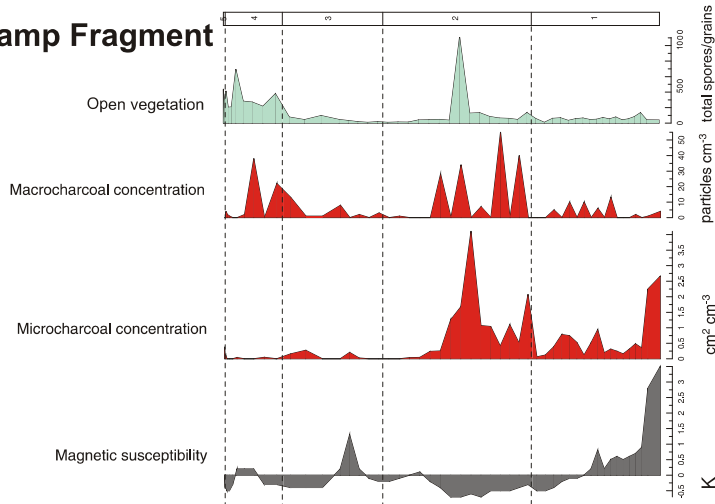 amp Fragment
5 4 3 2 1
Open vegetation
0 500 1000
total spores/grains
Macrocharcoal concentration
0 10 20 30 40 50
particles cm-3
Microcharcoal concentration
0 0.5 1 1.5 2 2.5 3 3.5
cm² cm-3
Magnetic susceptibility
-0.5 0 0.5 1 1.5 2 2.5 3
K